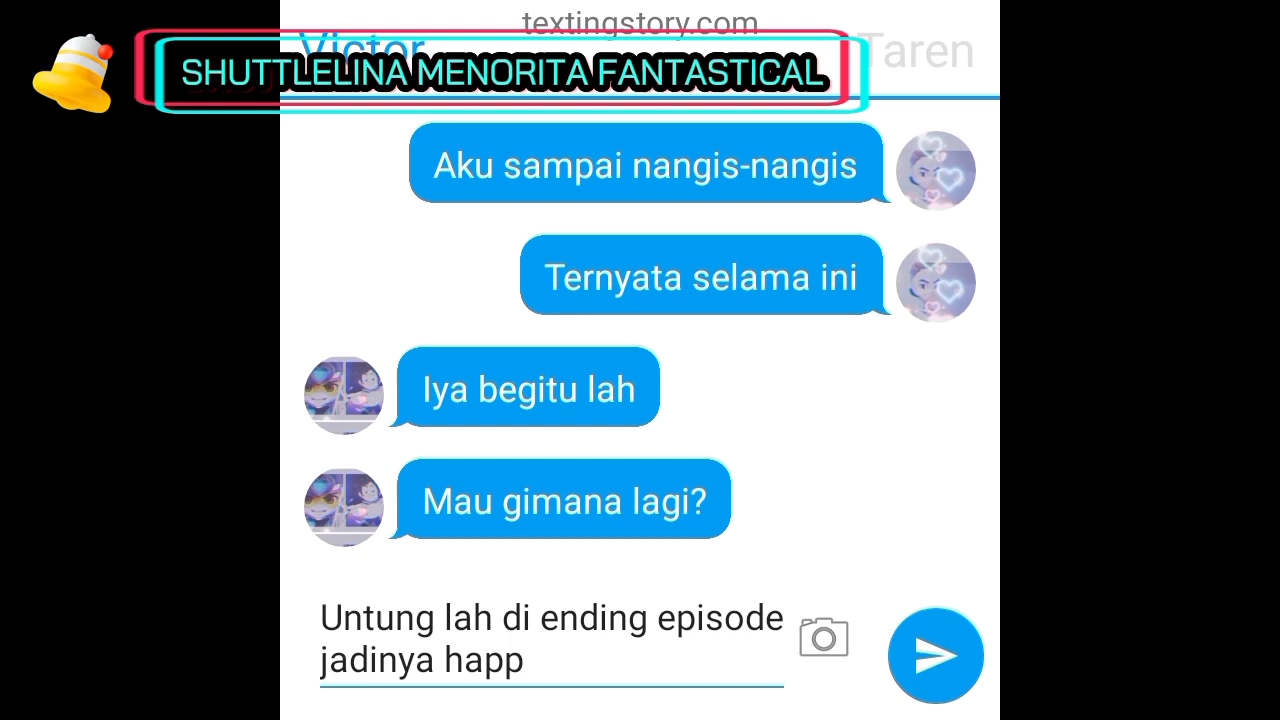 textingstory.com
Victor
Taren
SHUTTLELINA MENORITA FANTASTICAL
Aku sampai nangis-nangis
Ternyata selama ini
Iya begitu lah
Mau gimana lagi?
Untung lah di ending episode
jadinya happ